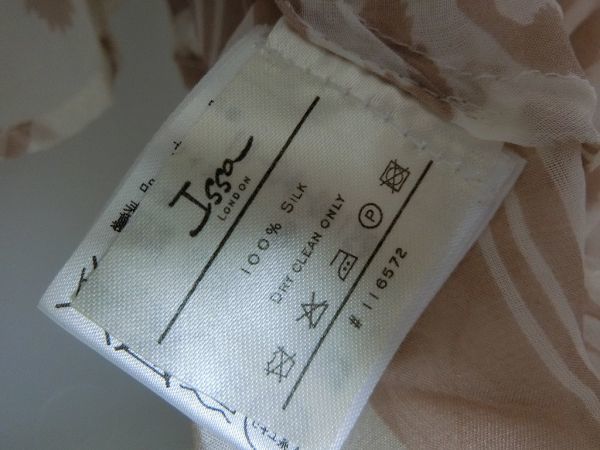 Issa
LONDON
100% SILK
DRY CLEAN ONLY
P
# 116572